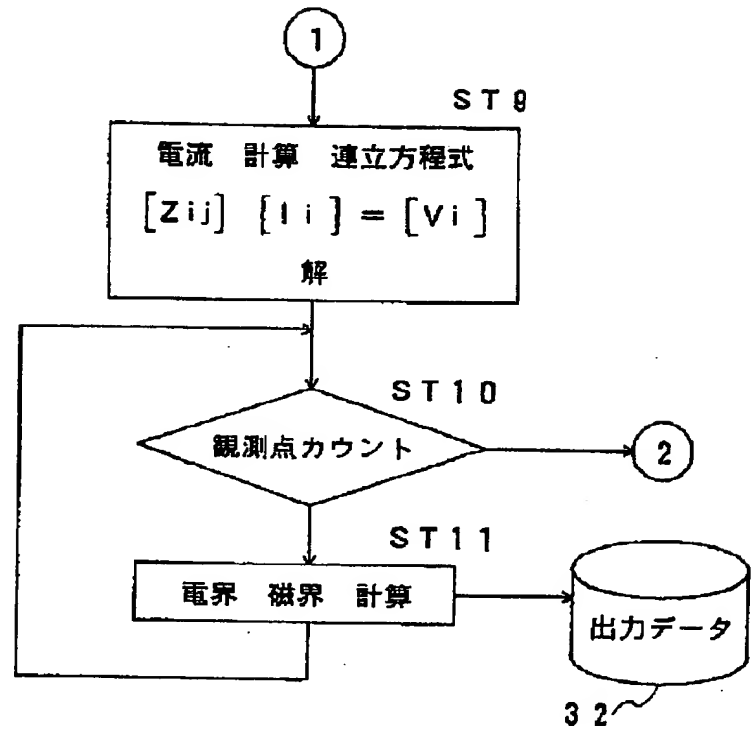 1
ST9
電流 計算 連立方程式
[Zij] [Ii] = [Vi]
解
ST10
観測点カウント
2
ST11
電界 磁界 計算
出力データ
32